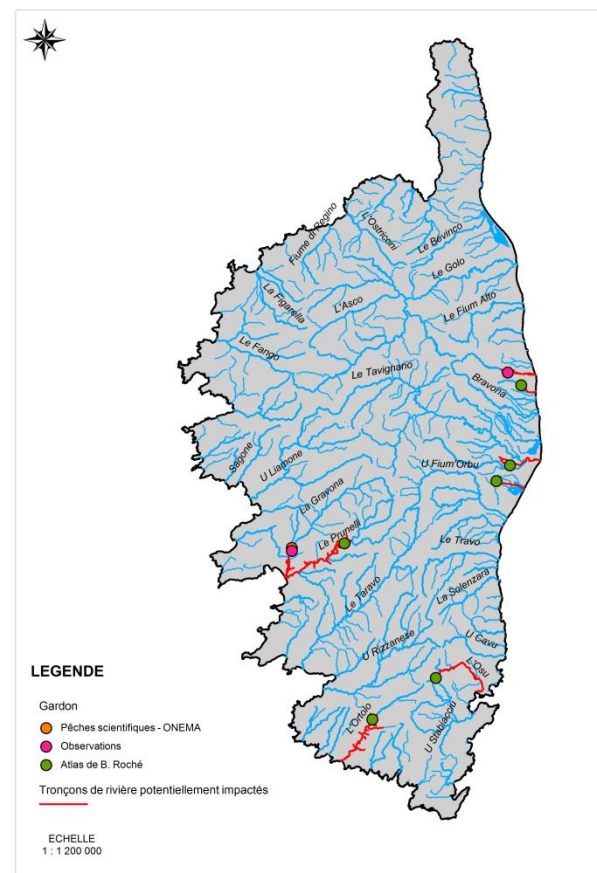 Fiume di Regino
L'Ostriconi
Le Bevinco
Le Golo
La Figarella
L'Asco
Le Fium Alto
Le Fango
Le Tavignano
Bravona
Sagone
U Liamone
U Fium'Orbu
La Gravona
Le Prunelli
Le Travo
Le Taravo
La Solenzara
U Rizzanese
U Cavu
L'Osu
L'Ortolo
U Stabiacciu
LEGENDE
Gardon
Pêches scientifiques - ONEMA
Observations
Atlas de B. Roché
Tronçons de rivière potentiellement impactés
ECHELLE
1 : 1 200 000